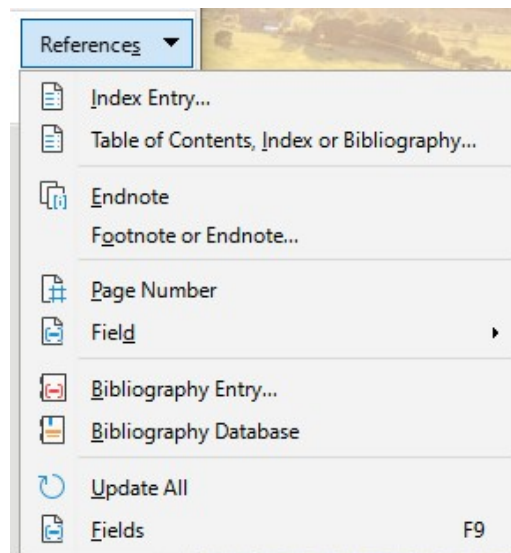 References
Index Entry...
Table of Contents, Index or Bibliography...
Endnote
Footnote or Endnote...
Page Number
Field
Bibliography Entry...
Bibliography Database
Update All
Fields F9